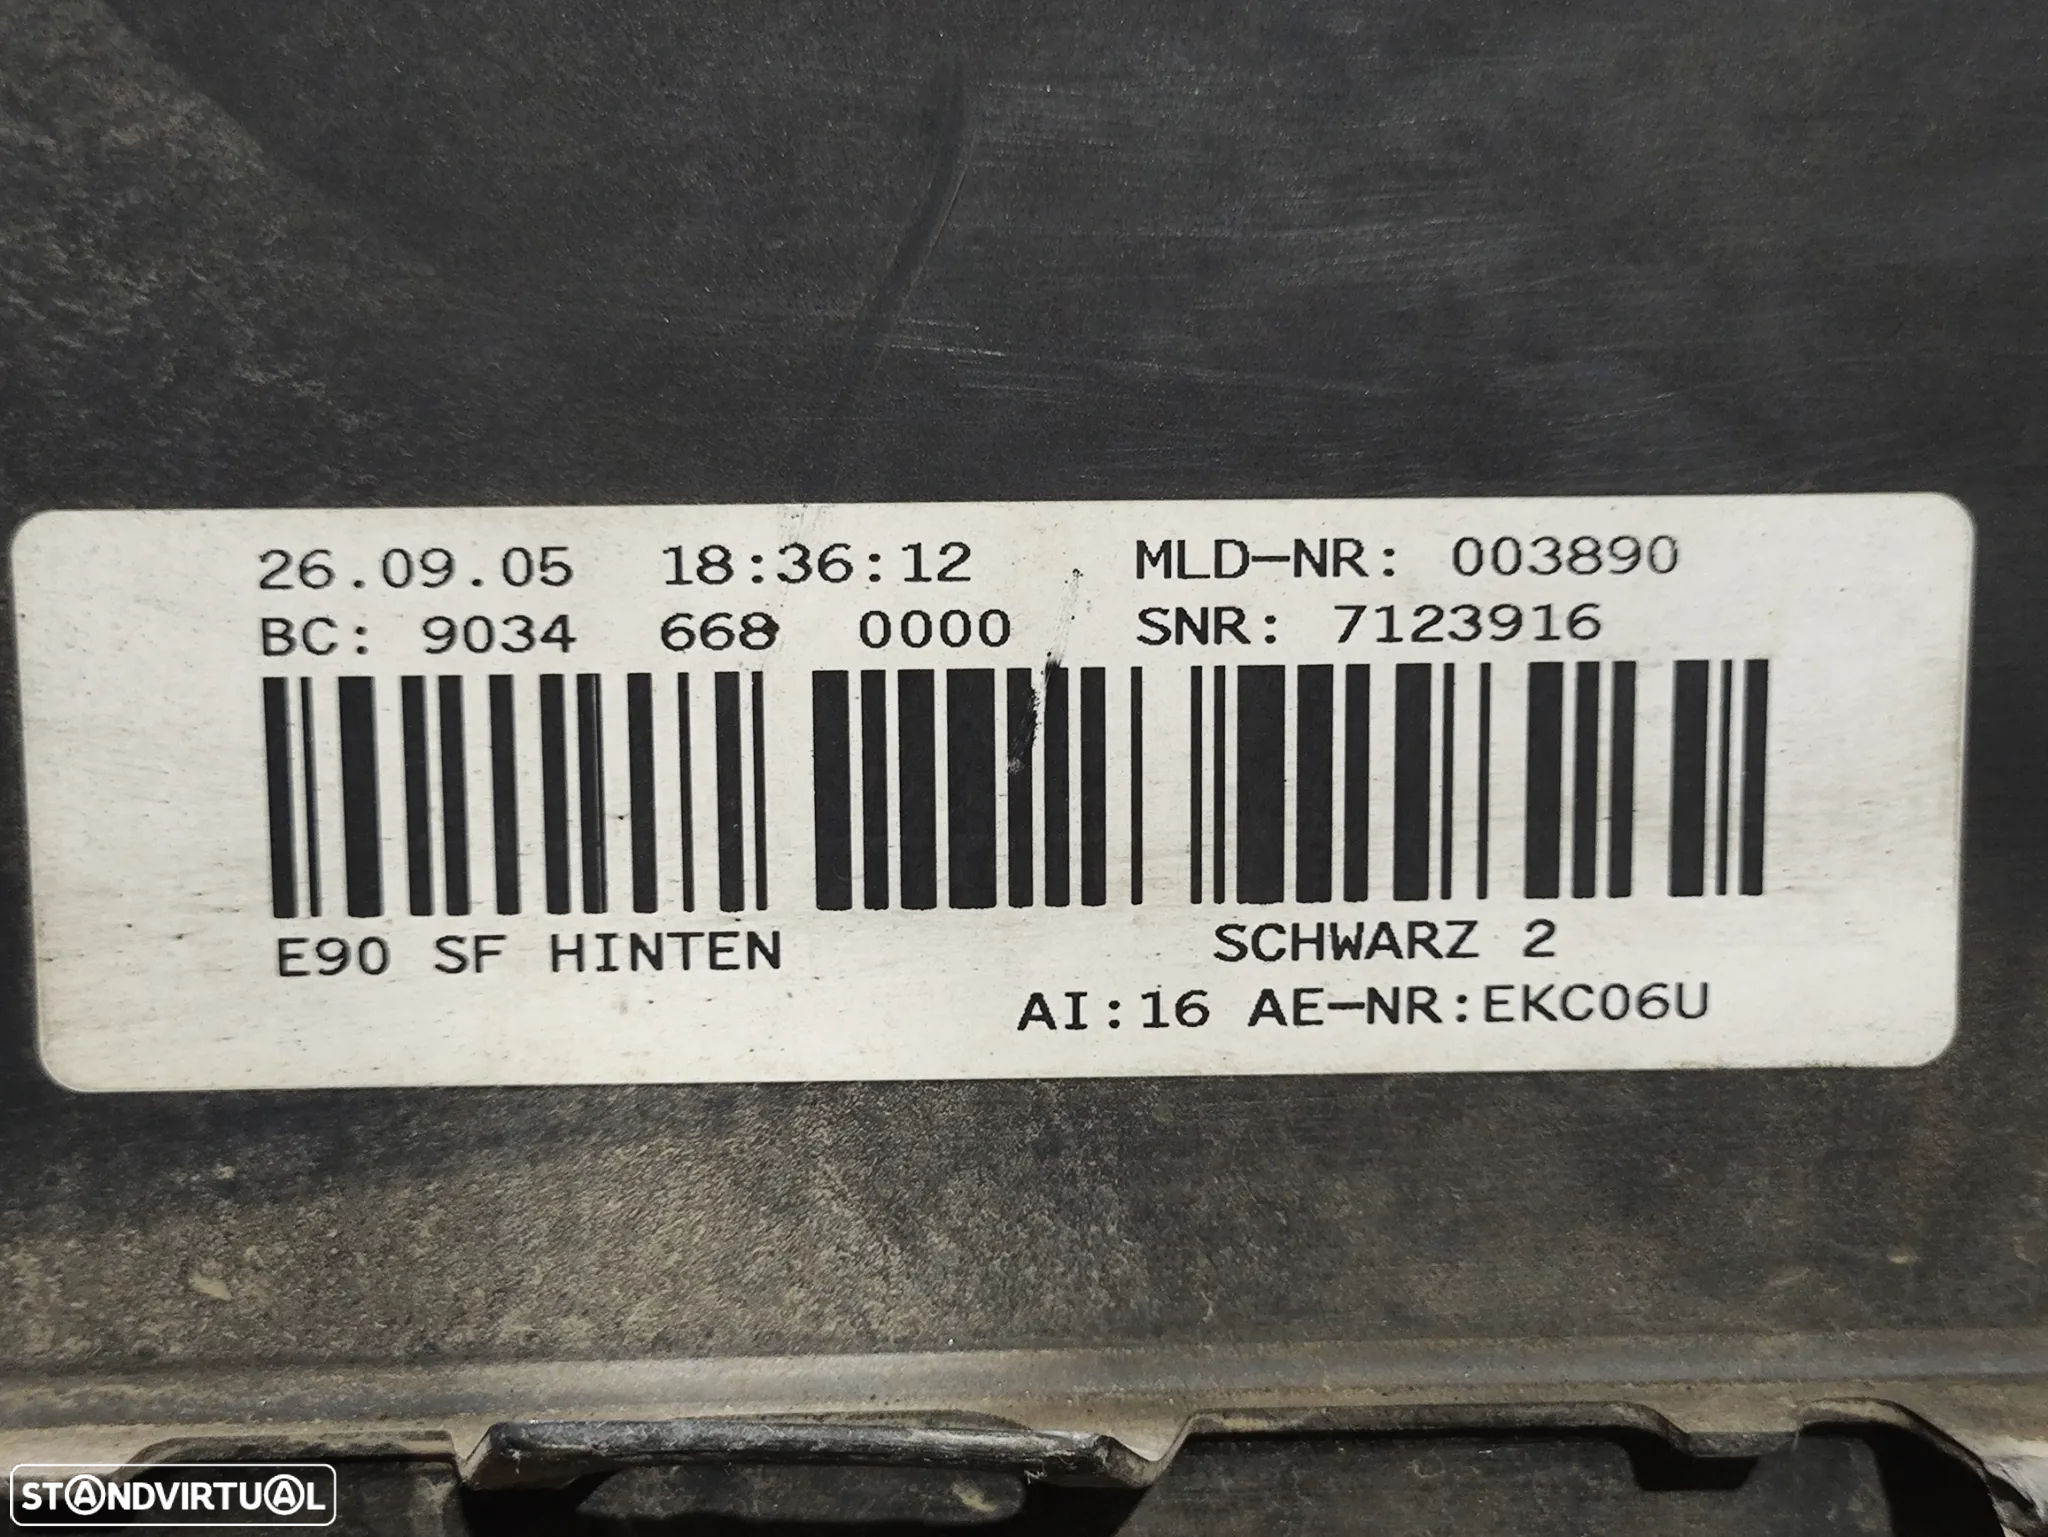 26.09.05 18:36:12 MLD-NR: 003890
BC: 9034 668 0000 SNR: 7123916
E90 SF HINTEN SCHWARZ 2
AI:16 AE-NR:EKC06U
STANDVIRTUAL